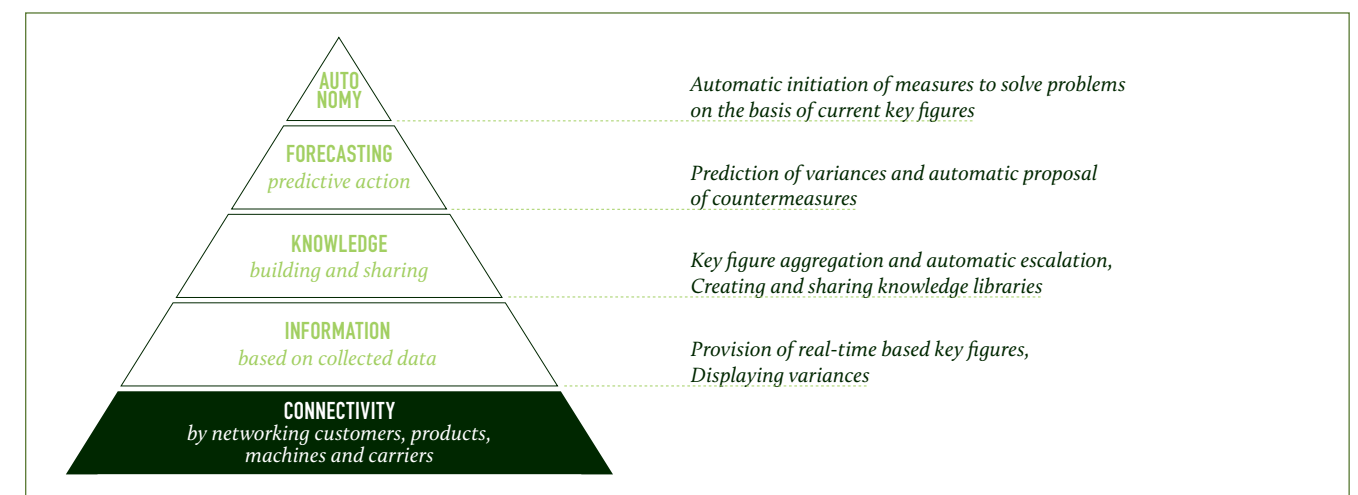 AUTO
NOMY
Automatic initiation of measures to solve problems
on the basis of current key figures
FORECASTING
predictive action
Prediction of variances and automatic proposal
of countermeasures
KNOWLEDGE
building and sharing
Key figure aggregation and automatic escalation,
Creating and sharing knowledge libraries
INFORMATION
based on collected data
Provision of real-time based key figures,
Displaying variances
CONNECTIVITY
by networking customers, products,
machines and carriers